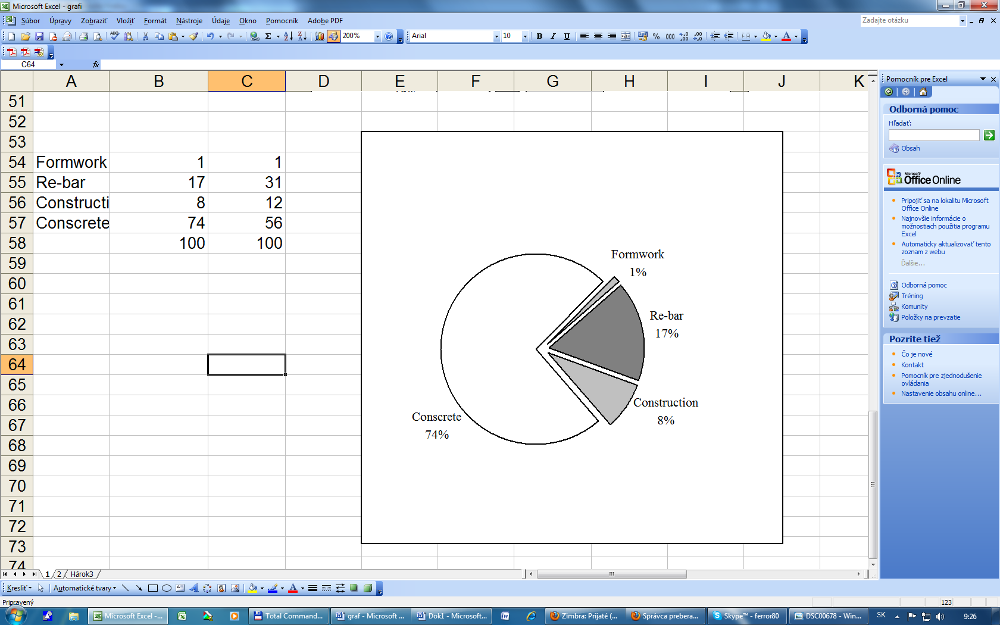 Microsoft Excel - grafi
Súbor Úpravy Zobraziť Vložiť Formát Nástroje Údaje Okno Pomocník Adobe PDF
Zadajte otázku
200% Arial 10 B I U % 000
C64 fx
A B C D E F G H I J K
51
52
53
54 Formwork 1 1
55 Re-bar 17 31
56 Constructi 8 12
57 Conscrete 74 56
58 100 100
59
60
61
62
63
64
65
66
67
68
69
70
71
72
73
74
Formwork
1%
Re-bar
17%
Construction
8%
Conscrete
74%
Pomocník pre Excel
Odborná pomoc
Hľadať:
Obsah
Microsoft
Office Online
Pripojiť sa na lokalitu Microsoft
Office Online
Najnovšie informácie o
možnostiach použitia programu
Excel
Automaticky aktualizovať tento
zoznam z webu
Ďalšie...
Odborná pomoc
Tréning
Komunity
Položky na prevzatie
Pozrite tiež
Čo je nové
Kontakt
Pomocník pre zjednodušenie
ovládania
Nastavenie obsahu online...
1 2 Hárok3
Kresliť Automatické tvary
Pripravený
123
Microsoft Excel -... Total Command... graf - Microsoft ... Dok1 - Microsoft... Zimbra: Prijaté (... Správca prebera... Skype™ - ferror80 DSC00678 - Win... SK 9:26